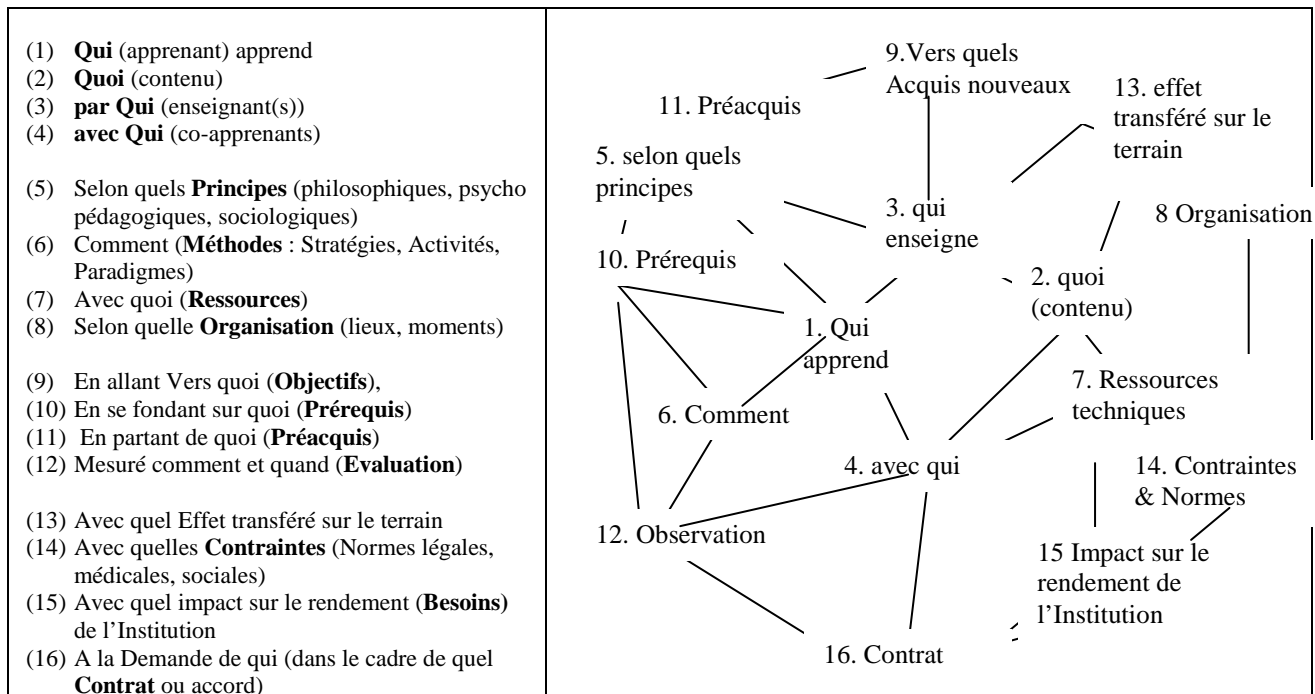 (1) Qui (apprenant) apprend
(2) Quoi (contenu)
(3) par Qui (enseignant(s))
(4) avec Qui (co-apprenants)
(5) Selon quels Principes (philosophiques, psycho
pédagogiques, sociologiques)
(6) Comment (Méthodes : Stratégies, Activités,
Paradigmes)
(7) Avec quoi (Ressources)
(8) Selon quelle Organisation (lieux, moments)
(9) En allant Vers quoi (Objectifs),
(10) En se fondant sur quoi (Prérequis)
(11) En partant de quoi (Préacquis)
(12) Mesuré comment et quand (Evaluation)
(13) Avec quel Effet transféré sur le terrain
(14) Avec quelles Contraintes (Normes légales,
médicales, sociales)
(15) Avec quel impact sur le rendement (Besoins)
de l’Institution
(16) A la Demande de qui (dans le cadre de quel
Contrat ou accord)
9.Vers quels
Acquis nouveaux
11. Préacquis
13. effet
transféré sur le
terrain
5. selon quels
principes
3. qui
enseigne
8 Organisation
10. Prérequis
2. quoi
(contenu)
1. Qui
apprend
7. Ressources
techniques
6. Comment
4. avec qui
14. Contraintes
& Normes
12. Observation
15 Impact sur le
rendement de
l’Institution
16. Contrat